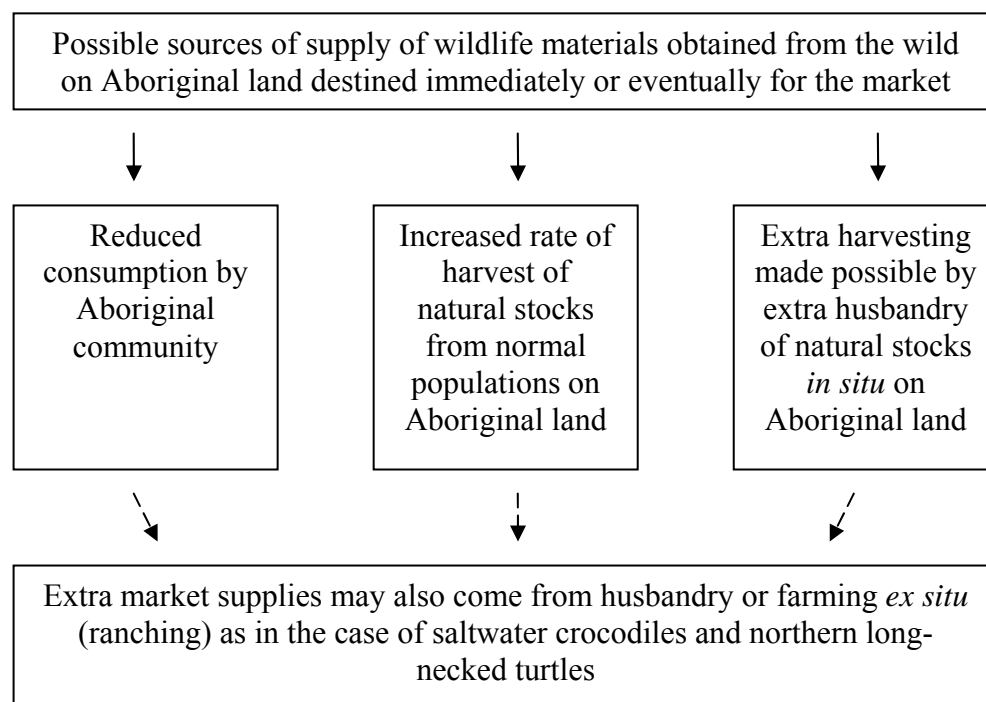 Possible sources of supply of wildlife materials obtained from the wild
on Aboriginal land destined immediately or eventually for the market
Reduced
consumption by
Aboriginal
community
Increased rate of
harvest of
natural stocks
from normal
populations on
Aboriginal land
Extra harvesting
made possible by
extra husbandry
of natural stocks
in situ on
Aboriginal land
Extra market supplies may also come from husbandry or farming ex situ
(ranching) as in the case of saltwater crocodiles and northern long-
necked turtles